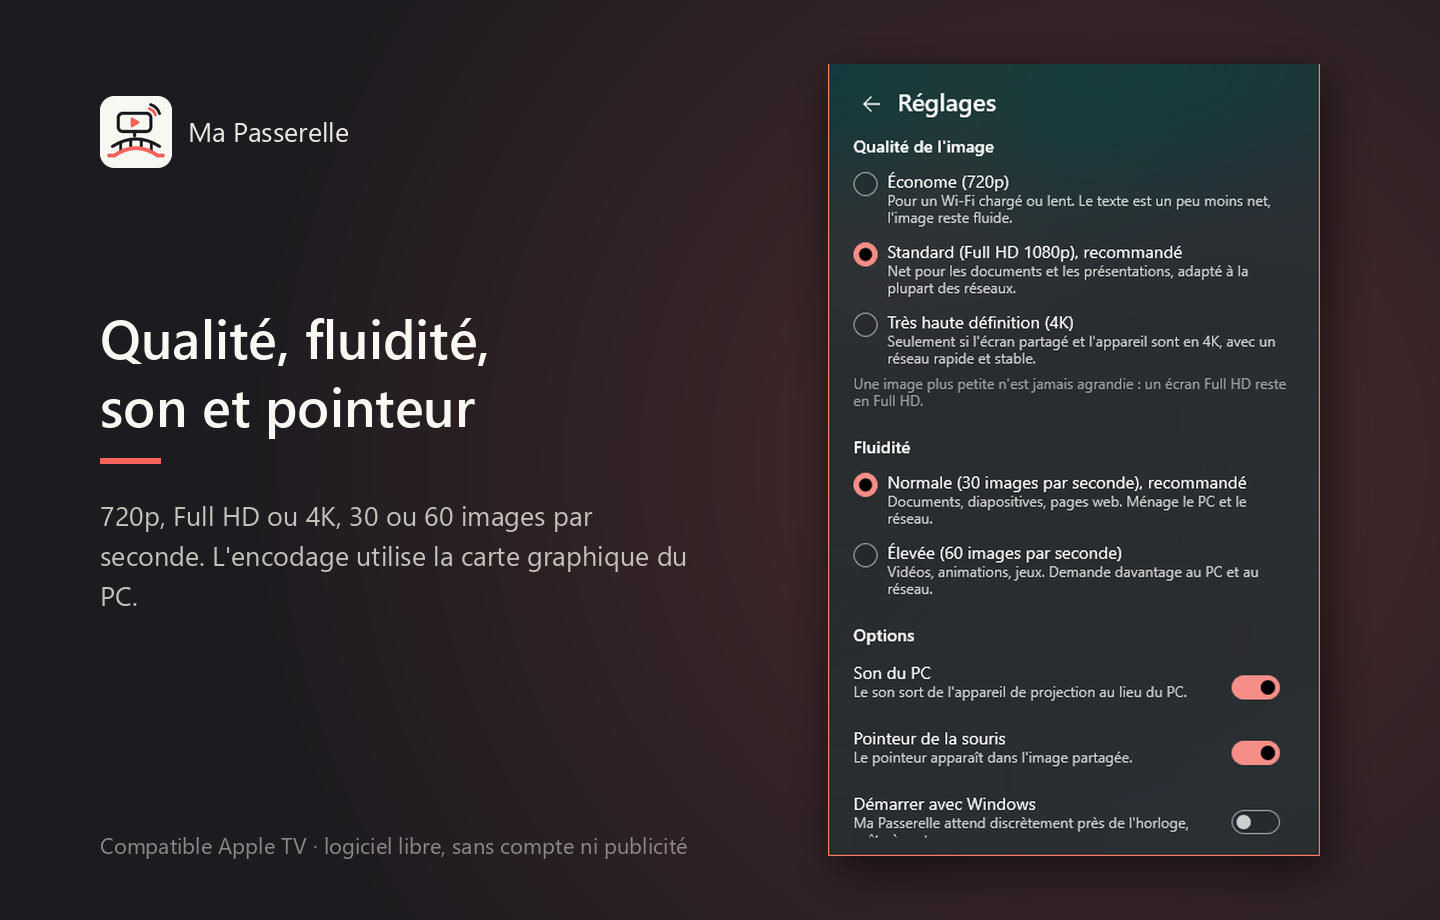 Ma Passerelle
Qualité, fluidité,
son et pointeur
720p, Full HD ou 4K, 30 ou 60 images par
seconde. L'encodage utilise la carte graphique du
PC.
Compatible Apple TV · logiciel libre, sans compte ni publicité
Réglages
Qualité de l'image
Économe (720p)
Pour un Wi-Fi chargé ou lent. Le texte est un peu moins net,
l'image reste fluide.
Standard (Full HD 1080p), recommandé
Net pour les documents et les présentations, adapté à la
plupart des réseaux.
Très haute définition (4K)
Seulement si l'écran partagé et l'appareil sont en 4K, avec un
réseau rapide et stable.
Une image plus petite n'est jamais agrandie : un écran Full HD reste
en Full HD.
Fluidité
Normale (30 images par seconde), recommandé
Documents, diapositives, pages web. Ménage le PC et le
réseau.
Élevée (60 images par seconde)
Vidéos, animations, jeux. Demande davantage au PC et au
réseau.
Options
Son du PC
Le son sort de l'appareil de projection au lieu du PC.
Pointeur de la souris
Le pointeur apparaît dans l'image partagée.
Démarrer avec Windows
Ma Passerelle attend discrètement près de l'horloge,